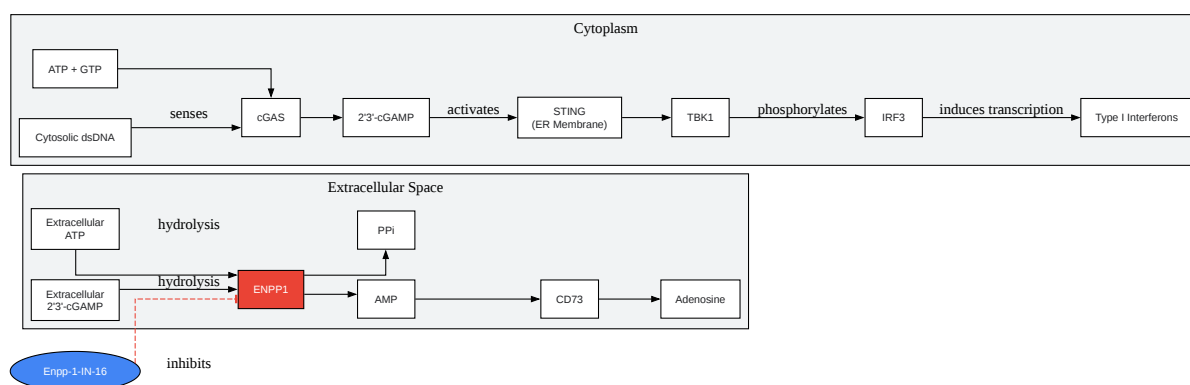 Cytoplasm
ATP + GTP
senses
cGAS
2'3'-cGAMP
activates
STING
(ER Membrane)
TBK1
phosphorylates
IRF3
induces transcription
Type I Interferons
Cytosolic dsDNA
Extracellular Space
Extracellular
ATP
hydrolysis
PPi
hydrolysis
Extracellular
2'3'-cGAMP
ENPP1
AMP
CD73
Adenosine
Enpp-1-IN-16
inhibits